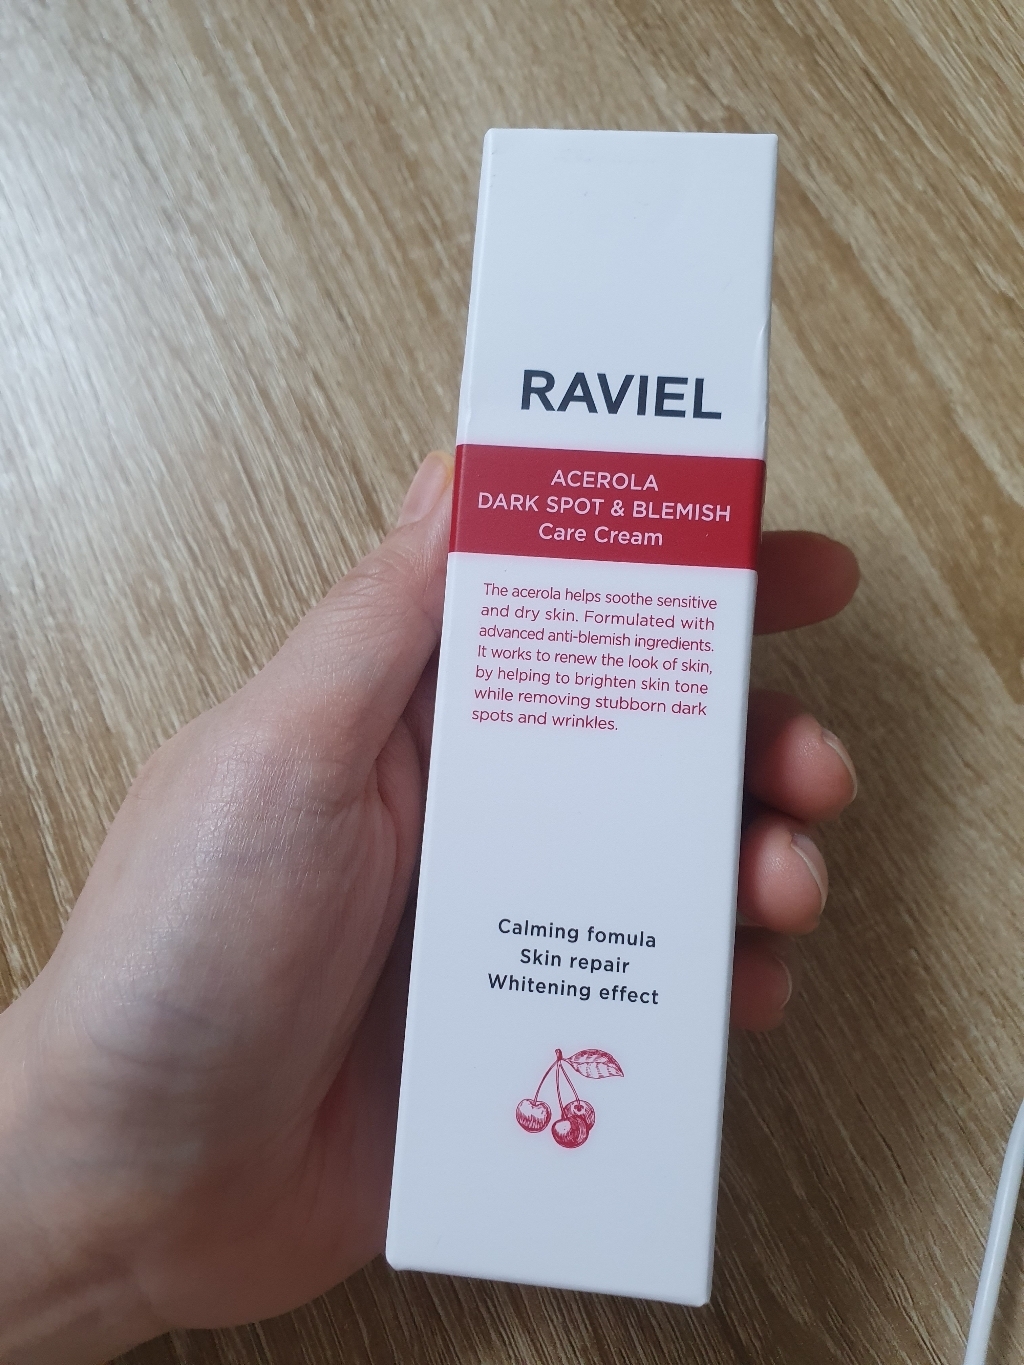 RAVIEL
ACEROLA
DARK SPOT & BLEMISH
Care Cream
The acerola helps soothe sensitive
and dry skin. Formulated with
advanced anti-blemish ingredients.
It works to renew the look of skin,
by helping to brighten skin tone
while removing stubborn dark
spots and wrinkles.
Calming fomula
Skin repair
Whitening effect